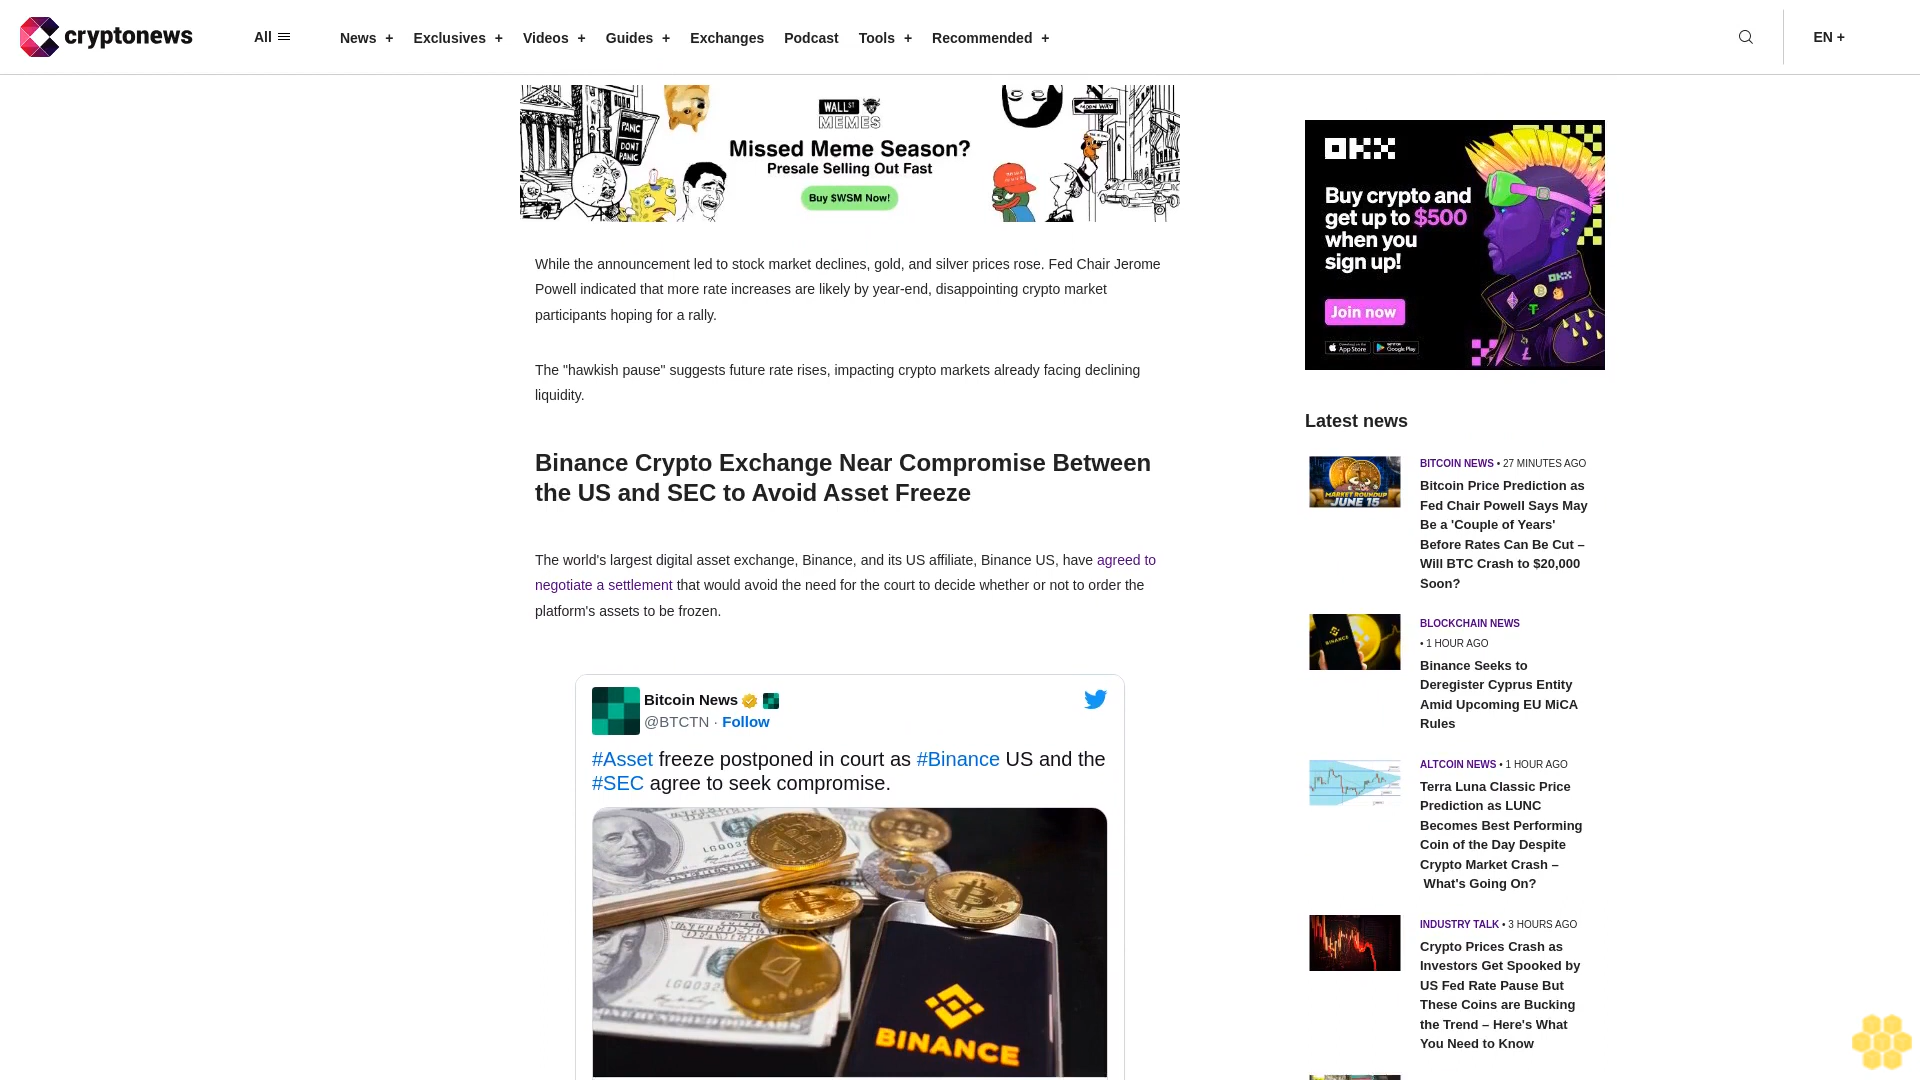 cryptonews
All
News +
Exclusives +
Videos +
Guides +
Exchanges
Podcast
Tools +
Recommended +
EN +
PANIC
DONT
PANIC
WALL ST
MEMES
Missed Meme Season?
Presale Selling Out Fast
Buy $WSM Now!
While the announcement led to stock market declines, gold, and silver prices rose. Fed Chair Jerome
Powell indicated that more rate increases are likely by year-end, disappointing crypto market
participants hoping for a rally.
The "hawkish pause" suggests future rate rises, impacting crypto markets already facing declining
liquidity.
Binance Crypto Exchange Near Compromise Between
the US and SEC to Avoid Asset Freeze
The world's largest digital asset exchange, Binance, and its US affiliate, Binance US, have agreed to
negotiate a settlement that would avoid the need for the court to decide whether or not to order the
platform's assets to be frozen.
Bitcoin News
@BTCTN · Follow
#Asset freeze postponed in court as #Binance US and the
#SEC agree to seek compromise.
BINANCE
OKX
Buy crypto and
get up to $500
when you
sign up!
Join now
App Store
Google Play
Latest news
MARKET ROUNDUP
JUNE 15
BITCOIN NEWS • 27 MINUTES AGO
Bitcoin Price Prediction as
Fed Chair Powell Says May
Be a 'Couple of Years'
Before Rates Can Be Cut –
Will BTC Crash to $20,000
Soon?
BINANCE
BLOCKCHAIN NEWS
• 1 HOUR AGO
Binance Seeks to
Deregister Cyprus Entity
Amid Upcoming EU MiCA
Rules
ALTCOIN NEWS • 1 HOUR AGO
Terra Luna Classic Price
Prediction as LUNC
Becomes Best Performing
Coin of the Day Despite
Crypto Market Crash –
What's Going On?
INDUSTRY TALK • 3 HOURS AGO
Crypto Prices Crash as
Investors Get Spooked by
US Fed Rate Pause But
These Coins are Bucking
the Trend – Here's What
You Need to Know